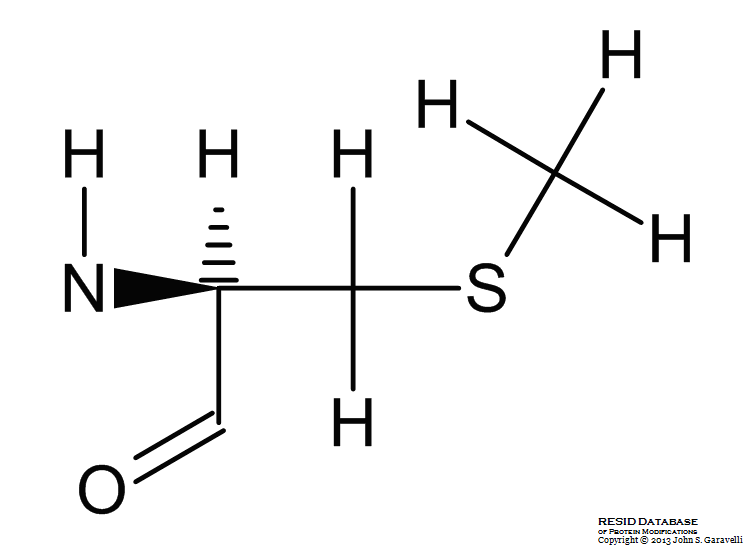 H
H
H
H
H
N
S
H
H
O
RESID DATABASE
OF PROTEIN MODIFICATIONS
Copyright © 2013 John S. Garavelli